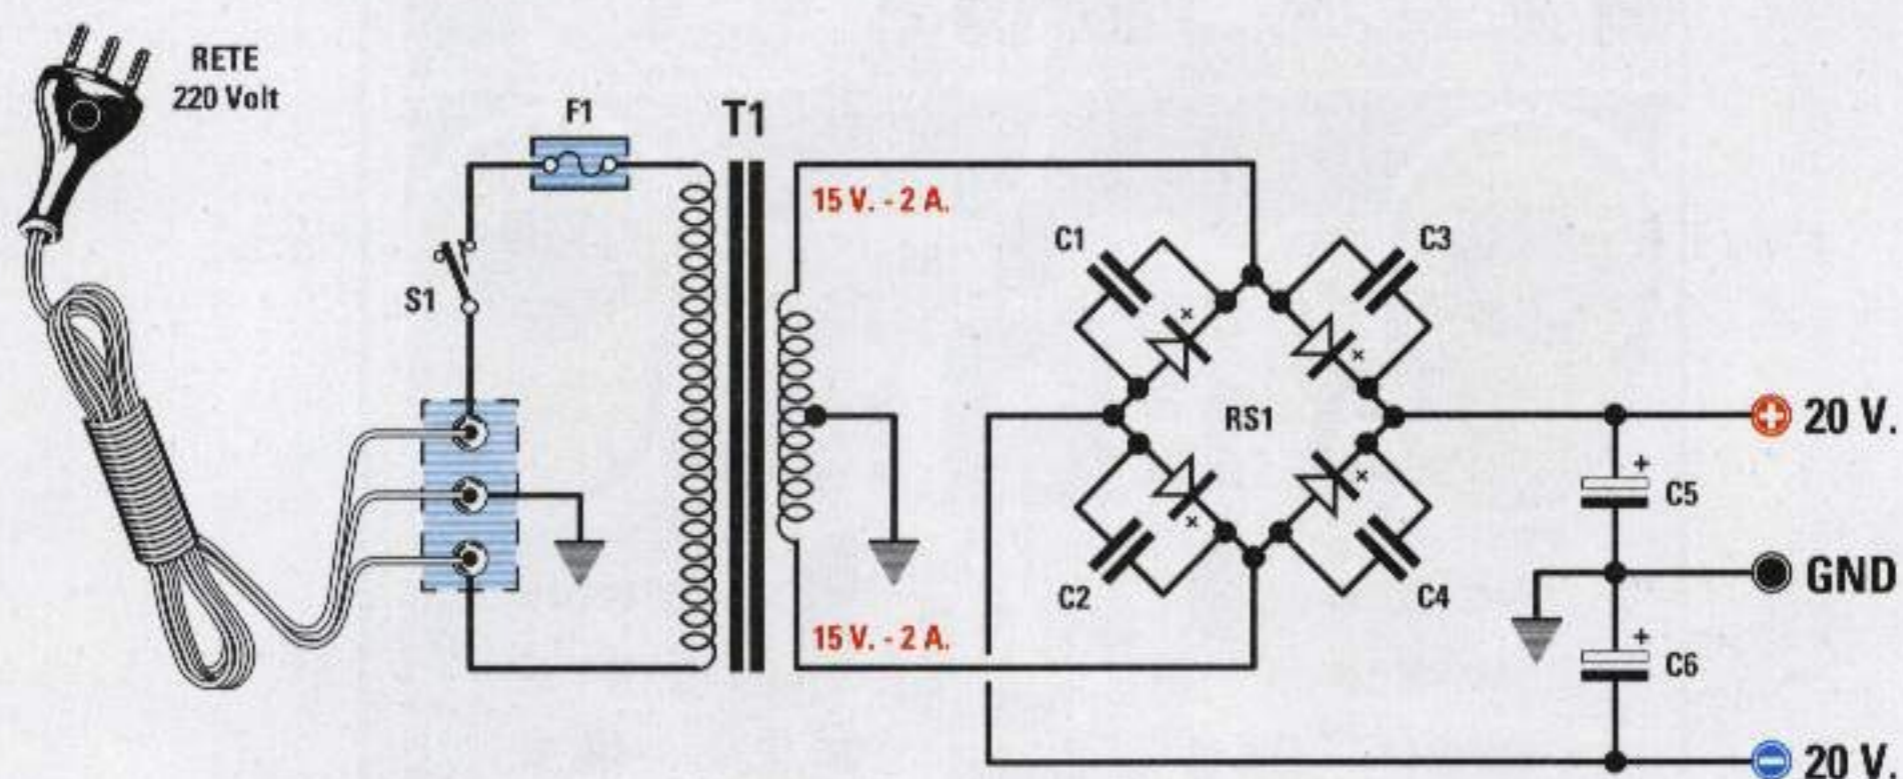 RETE
220 Volt
F1
T1
15 V. - 2 A.
S1
C1
C3
RS1
+ 20 V.
+
C5
C2
C4
GND
15 V. - 2 A.
+
C6
- 20 V.